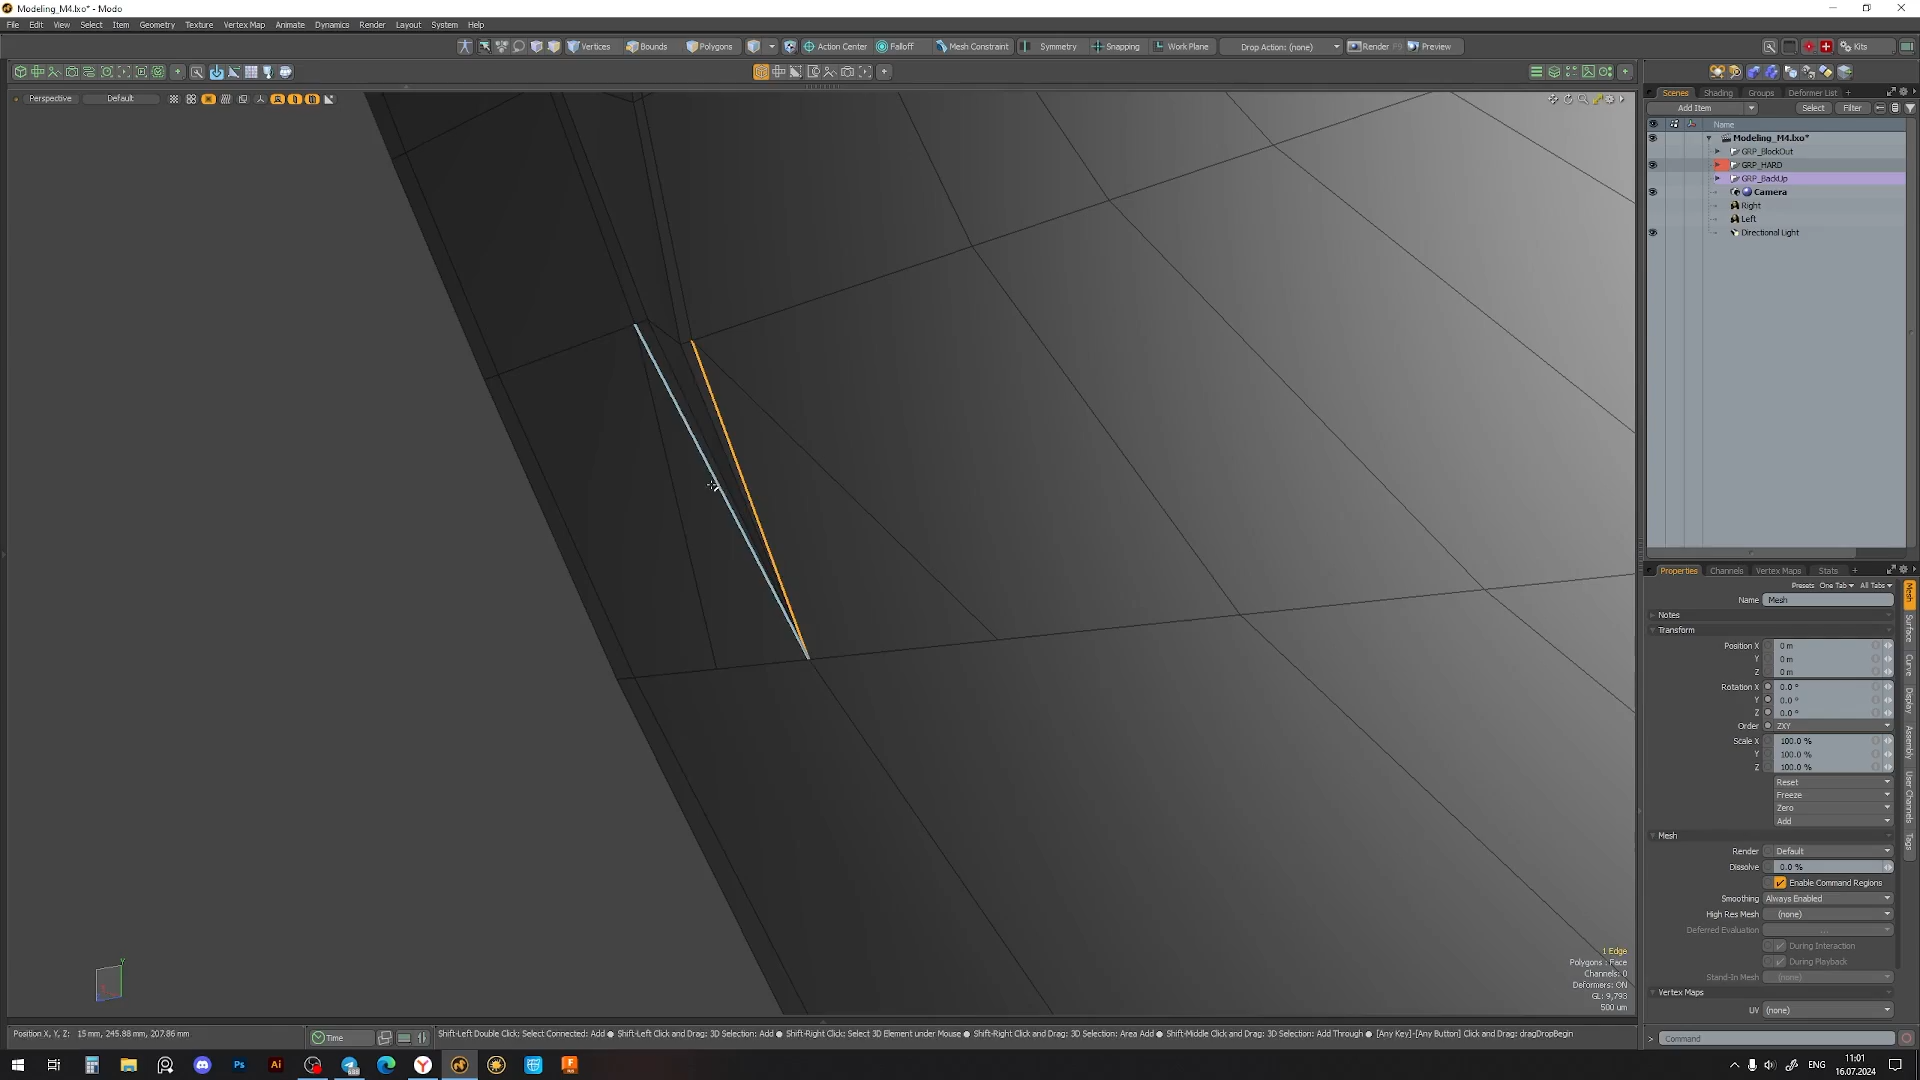 Modeling_M4.lxo* - Modo
File Edit View Select Item Geometry Texture Vertex Map Animate Dynamics Render Layout System Help
Vertices Bounds Polygons Action Center Falloff Mesh Constraint Symmetry Snapping Work Plane Drop Action: (none) Render F9 Preview Kits
Perspective Default
Scenes Shading Groups Deformer List
Add Item Select Filter
Name
Modeling_M4.lxo*
GRP_BlockOut
GRP_HARD
GRP_BackUp
Camera
Right
Left
Directional Light
Properties Channels Vertex Maps Stats
Presets One Tab All Tabs
Name Mesh
Notes
Transform
Position X 0 m
Y 0 m
Z 0 m
Rotation X 0.0 °
Y 0.0 °
Z 0.0 °
Order ZXY
Scale X 100.0 %
Y 100.0 %
Z 100.0 %
Reset
Freeze
Zero
Add
Mesh
Render Default
Dissolve 0.0 %
Enable Command Regions
Smoothing Always Enabled
High Res Mesh (none)
Deferred Evaluation ...
During Interaction
During Playback
Stand-In Mesh (none)
Vertex Maps
UV (none)
Mesh
Surface
Curve
Display
Assembly
User Channels
Tags
1 Edge
Polygons : Face
Channels: 0
Deformers: ON
GL: 9,793
500 um
Position X, Y, Z: 15 mm, 245.88 mm, 207.86 mm
Time
Shift-Left Double Click: Select Connected: Add ● Shift-Left Click and Drag: 3D Selection: Add ● Shift-Right Click: Select 3D Element under Mouse ● Shift-Right Click and Drag: 3D Selection: Area Add ● Shift-Middle Click and Drag: 3D Selection: Add Through ● [Any Key]-[Any Button] Click and Drag: dragDropBegin
Command
ENG
11:01
16.07.2024